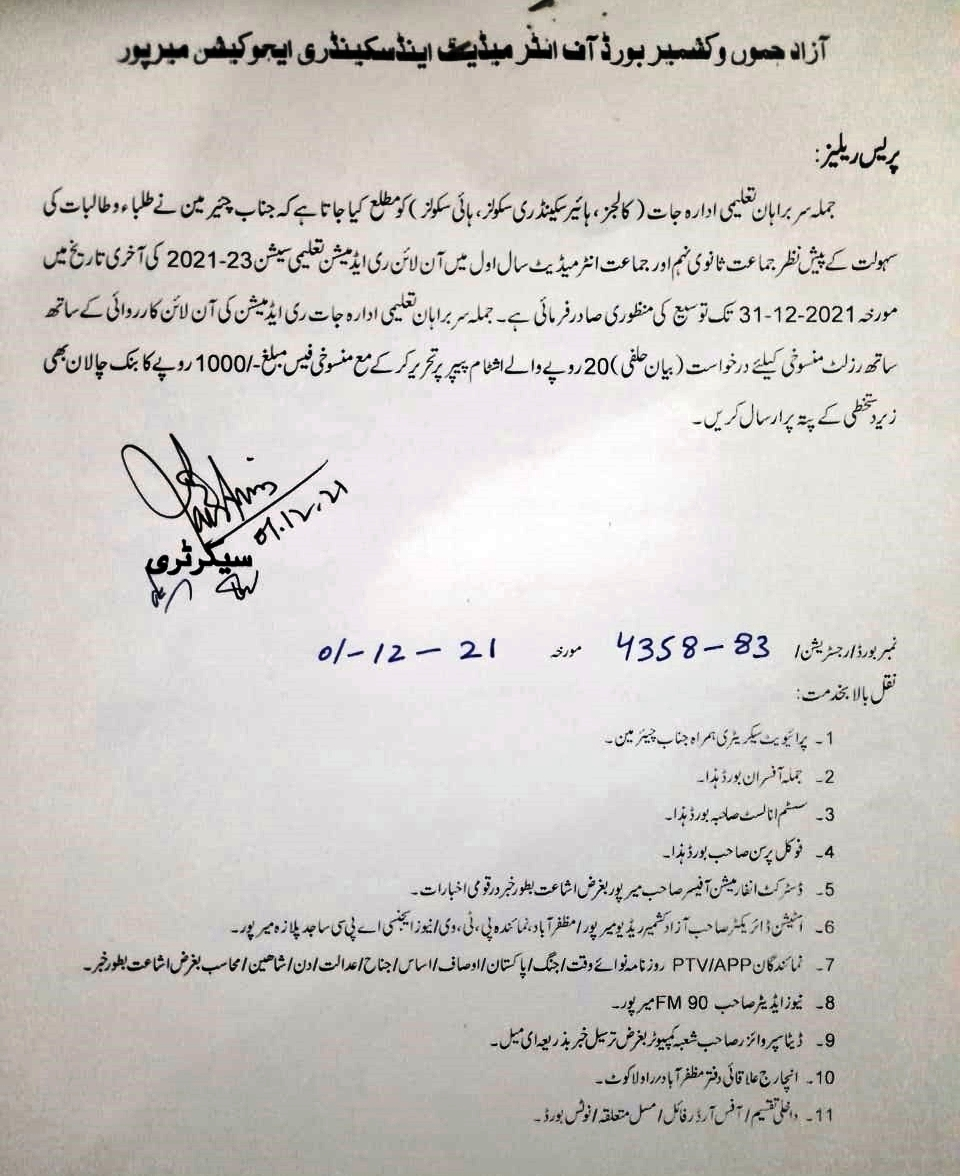 آزاد جموں و کشمیر بورڈ آف انٹرمیڈیٹ اینڈ سکینڈری ایجوکیشن میرپور
پریس ریلیز:
جملہ سربراہان تعلیمی ادارہ جات (کالجز، ہائیر سکینڈری سکولز، ہائی سکولز) کو مطلع کیا جاتا ہے کہ جناب چیئرمین نے طلباء و طالبات کی
سہولت کے پیش نظر جماعت ثانوی نہم اور جماعت انٹرمیڈیٹ سال اول میں آن لائن ری ایڈمیشن تعلیمی سیشن 23-2021 کی آخری تاریخ میں
مورخہ 31-12-2021 تک توسیع کی منظوری صادر فرمائی ہے۔ جملہ سربراہان تعلیمی ادارہ جات ری ایڈمیشن کی آن لائن کارروائی کے ساتھ
ساتھ رزلٹ منسوخی کیلئے درخواست (بیان حلفی) 20 روپے والے اشٹام پیپر پر تحریر کر کے مع منسوخی فیس مبلغ -/1000 روپے کا بنک چالان بھی
زیر دستخطی کے پتہ پر ارسال کریں۔
01.12.21
سیکرٹری
نمبر بورڈ/رجسٹریشن/ 4358-83 مورخہ 01-12-21
نقل بالا بخدمت:
1۔ پرائیویٹ سیکریٹری ہمراہ جناب چیئرمین۔
2۔ جملہ آفسران بورڈ ہذا۔
3۔ سسٹم انالسٹ صاحبہ بورڈ ہذا۔
4۔ فوکل پرسن صاحب بورڈ ہذا۔
5۔ ڈسٹرکٹ انفارمیشن آفیسر صاحب میرپور بغرض اشاعت بطور خبر در قومی اخبارات۔
6۔ اسٹیشن ڈائریکٹر صاحب آزاد کشمیر ریڈیو میرپور/مظفرآباد، نمائندہ پی، ٹی، وی/نیوز ایجنسی اے پی سی ساجد پلازہ میرپور۔
7۔ نمائندگان PTV/APP روزنامہ نوائے وقت/جنگ/پاکستان/اوصاف/اساس/جناح/عدالت/دن/شاھین/محاسب بغرض اشاعت بطور خبر۔
8۔ نیوز ایڈیٹر صاحب FM 90 میرپور۔
9۔ ڈیٹا سپروائزر صاحب شعبہ کمپیوٹر بغرض ترسیل خبر بذریعہ ای میل۔
10۔ انچارج علاقائی دفتر مظفرآباد/راولاکوٹ۔
11۔ داخلی تقسیم/آفس آرڈر فائل/مسل متعلقہ/نوٹس بورڈ۔